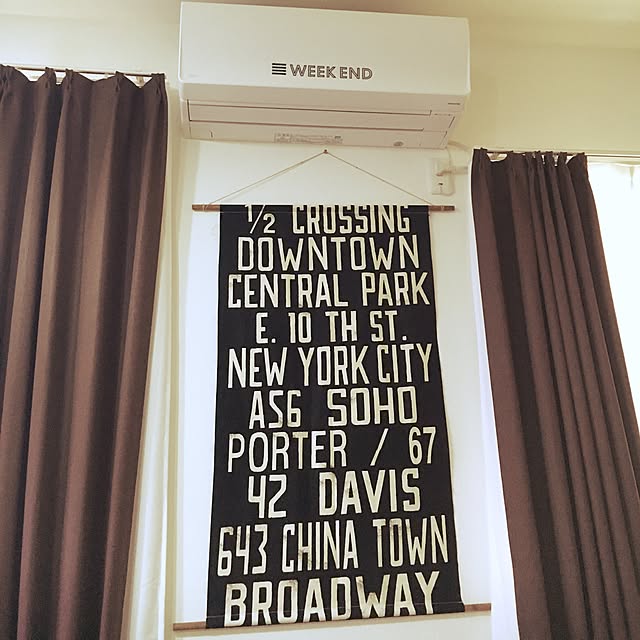 WEEK END
1/2 CROSSING
DOWNTOWN
CENTRAL PARK
E. 10 TH ST.
NEW YORK CITY
AS6 SOHO
PORTER / 67
42 DAVIS
643 CHINA TOWN
BROADWAY